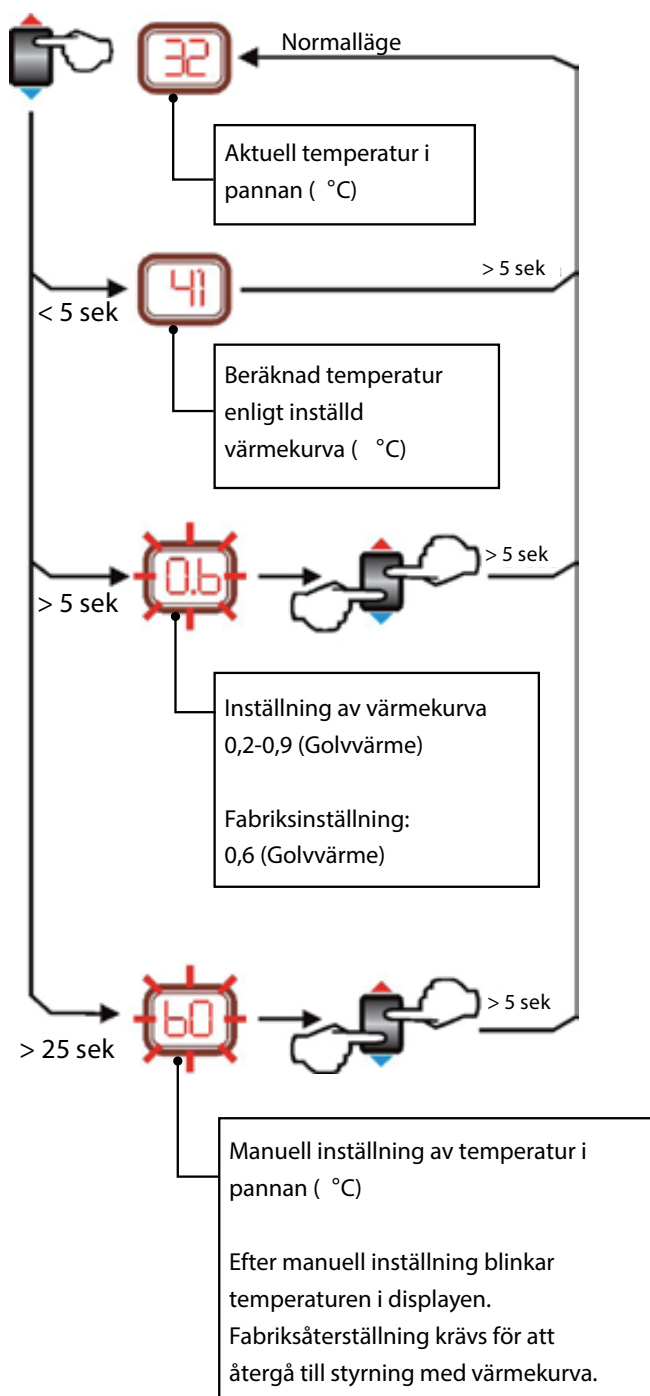 32
Normalläge
Aktuell temperatur i
pannan ( °C)
41
< 5 sek
> 5 sek
Beräknad temperatur
enligt inställd
värmekurva ( °C)
0.6
> 5 sek
> 5 sek
Inställning av värmekurva
0,2-0,9 (Golvvärme)
Fabriksinställning:
0,6 (Golvvärme)
60
> 25 sek
> 5 sek
Manuell inställning av temperatur i
pannan ( °C)
Efter manuell inställning blinkar
temperaturen i displayen.
Fabriksåterställning krävs för att
återgå till styrning med värmekurva.